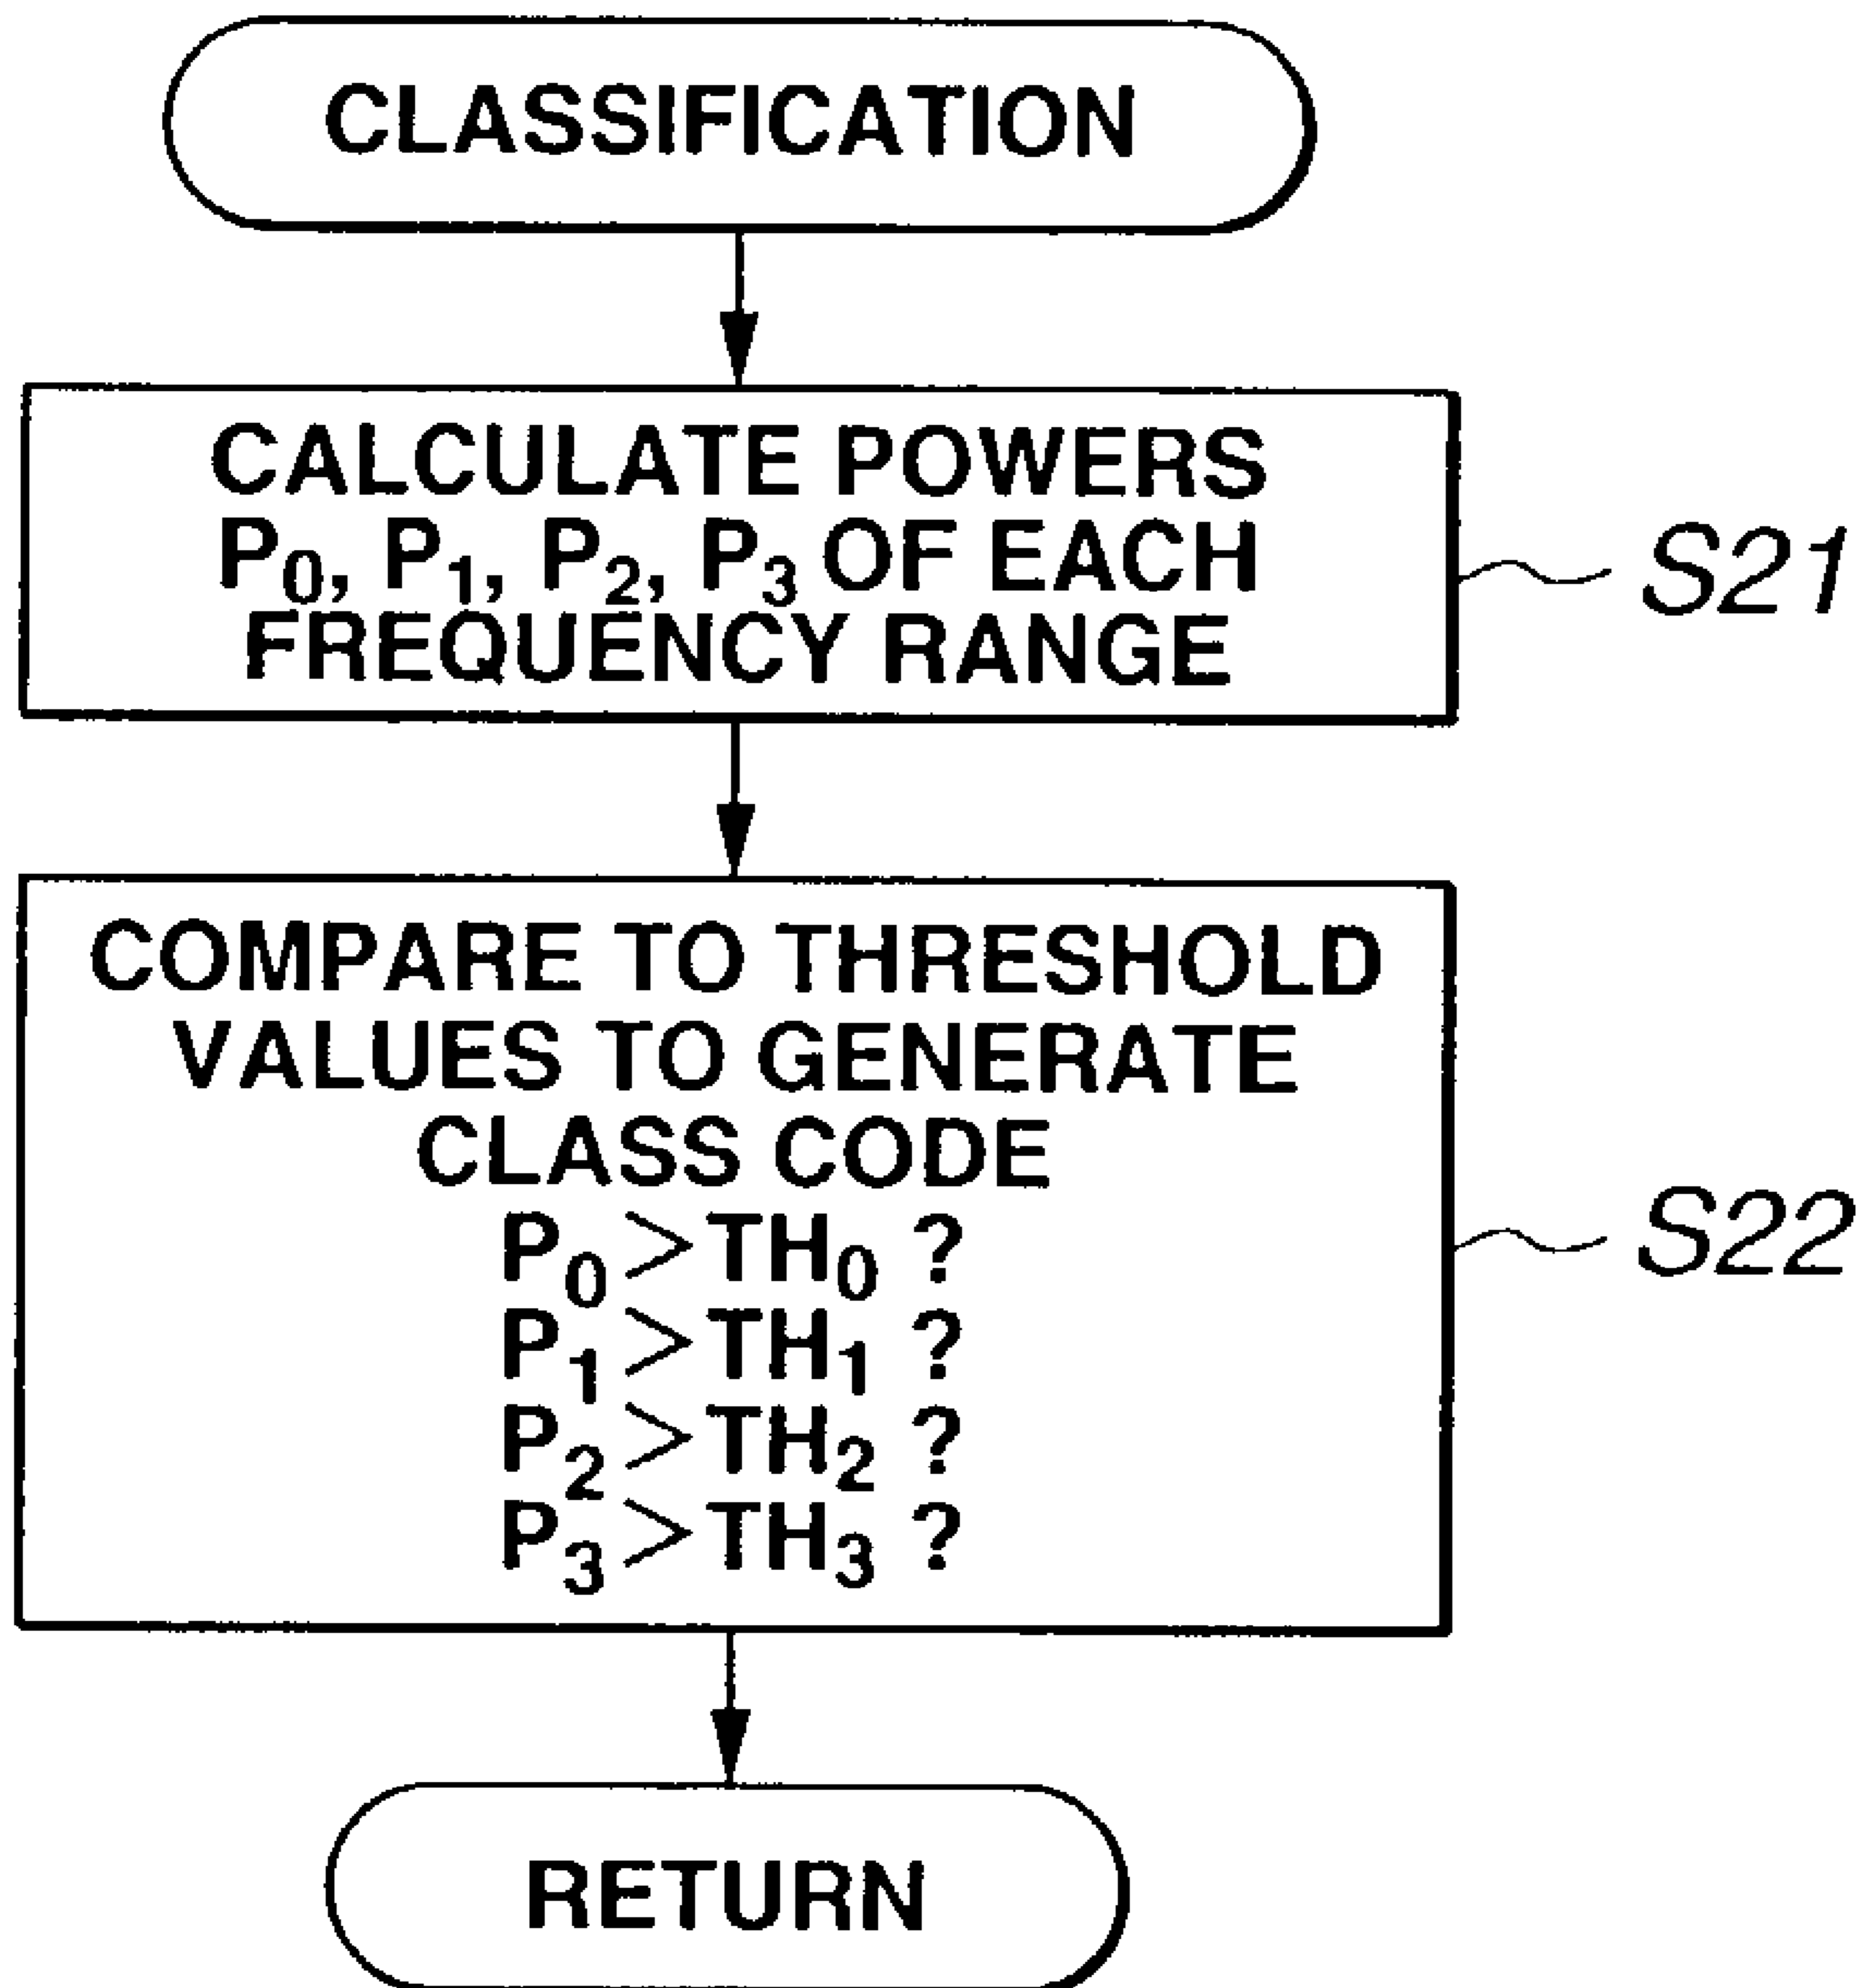 CLASSIFICATION
CALCULATE POWERS
P₀, P₁, P₂, P₃ OF EACH
FREQUENCY RANGE
S21
COMPARE TO THRESHOLD
VALUES TO GENERATE
CLASS CODE
P₀ > TH₀ ?
P₁ > TH₁ ?
P₂ > TH₂ ?
P₃ > TH₃ ?
S22
RETURN